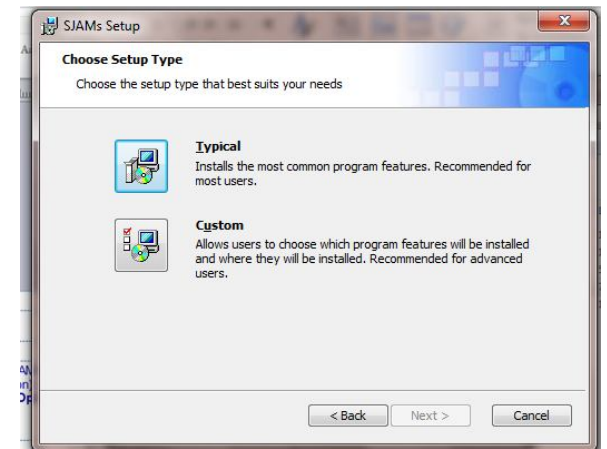 SJAMs Setup
Choose Setup Type
Choose the setup type that best suits your needs
Typical
Installs the most common program features. Recommended for
most users.
Custom
Allows users to choose which program features will be installed
and where they will be installed. Recommended for advanced
users.
< Back
Next >
Cancel